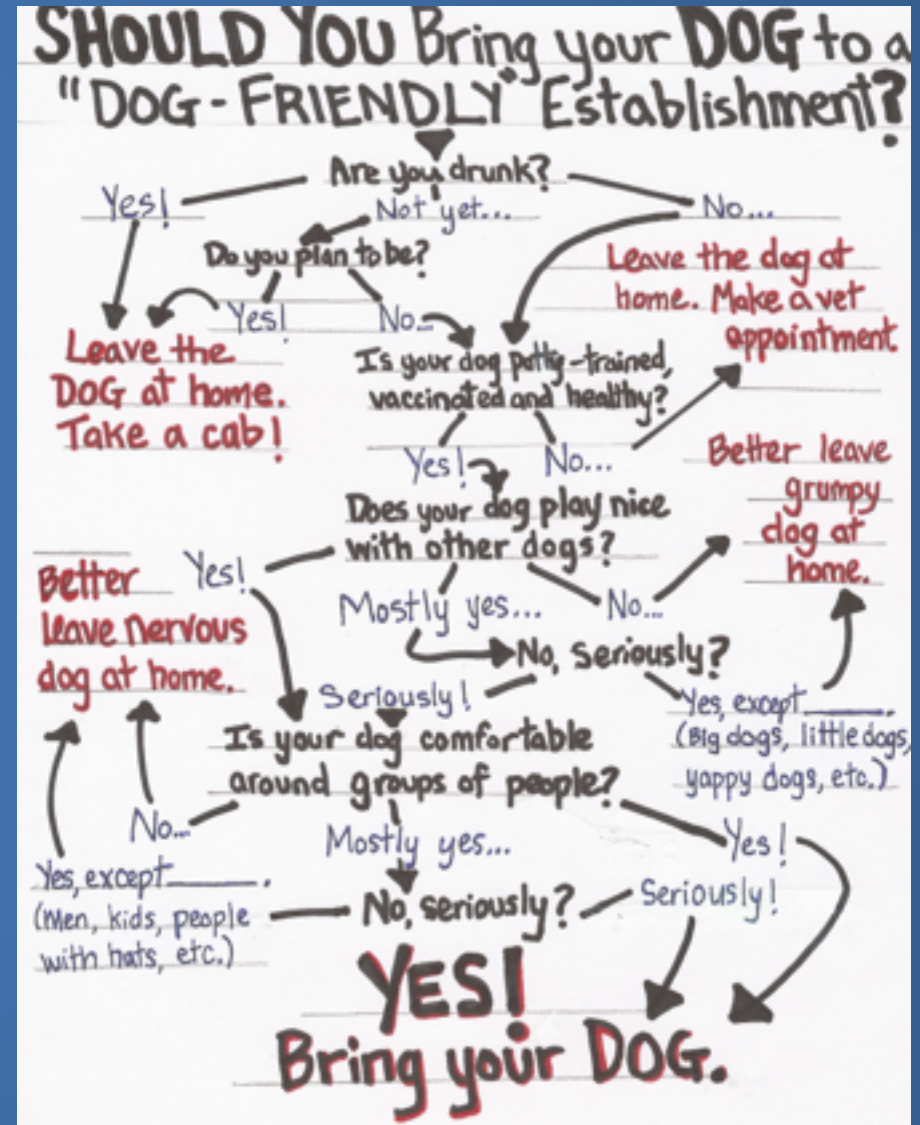 SHOULD YOU Bring your DOG to a
"DOG-FRIENDLY" Establishment?
Are you drunk?
Yes!
Not yet...
No...
Do you plan to be?
Yes!
No...
Leave the dog at
home. Make a vet
appointment.
Leave the
DOG at home.
Take a cab!
Is your dog potty-trained,
vaccinated and healthy?
Yes!
No...
Better leave
grumpy
dog at
home.
Does your dog play nice
with other dogs?
Yes!
Mostly yes...
No...
Better
leave nervous
dog at home.
No, Seriously?
Seriously!
Yes, except ______.
(Big dogs, little dogs,
yappy dogs, etc.)
Is your dog comfortable
around groups of people?
No...
Mostly yes...
Yes!
Yes, except ______.
(Men, kids, people
with hats, etc.)
No, seriously?
Seriously!
YES!
Bring your DOG.